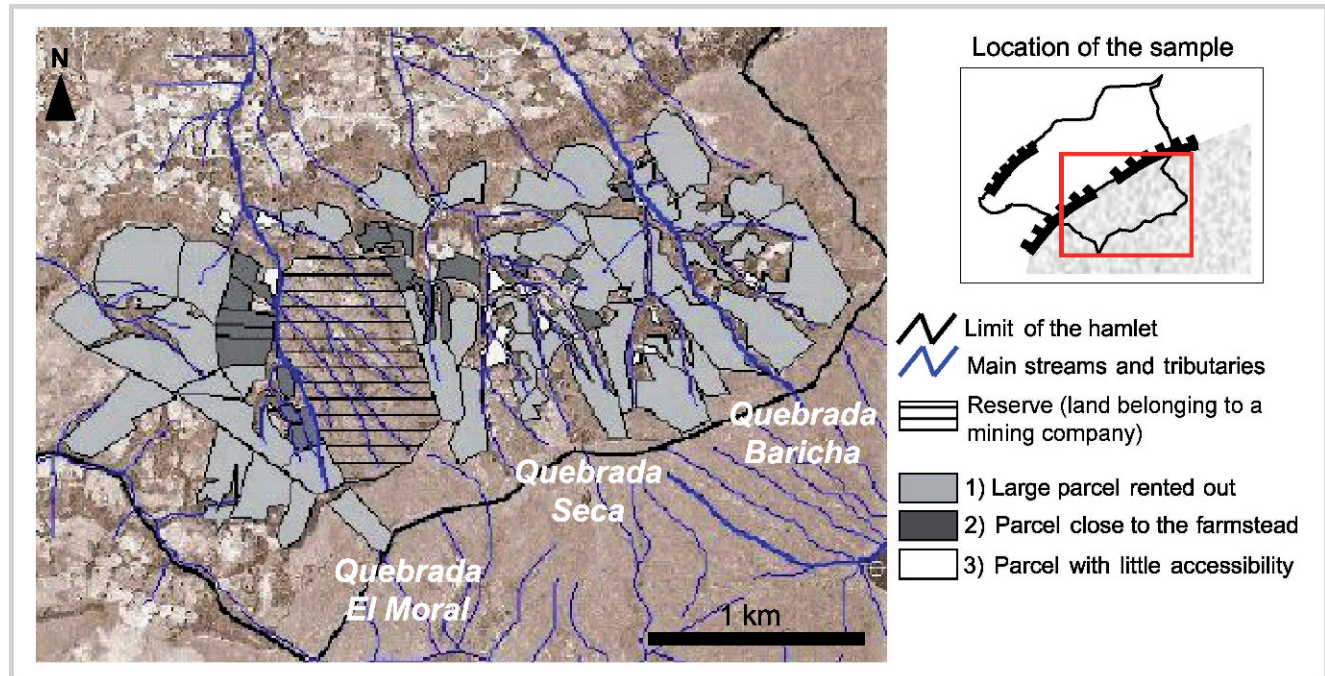 N
Quebrada
El Moral
Quebrada
Seca
Quebrada
Baricha
1 km
Location of the sample
Limit of the hamlet
Main streams and tributaries
Reserve (land belonging to a
mining company)
1) Large parcel rented out
2) Parcel close to the farmstead
3) Parcel with little accessibility